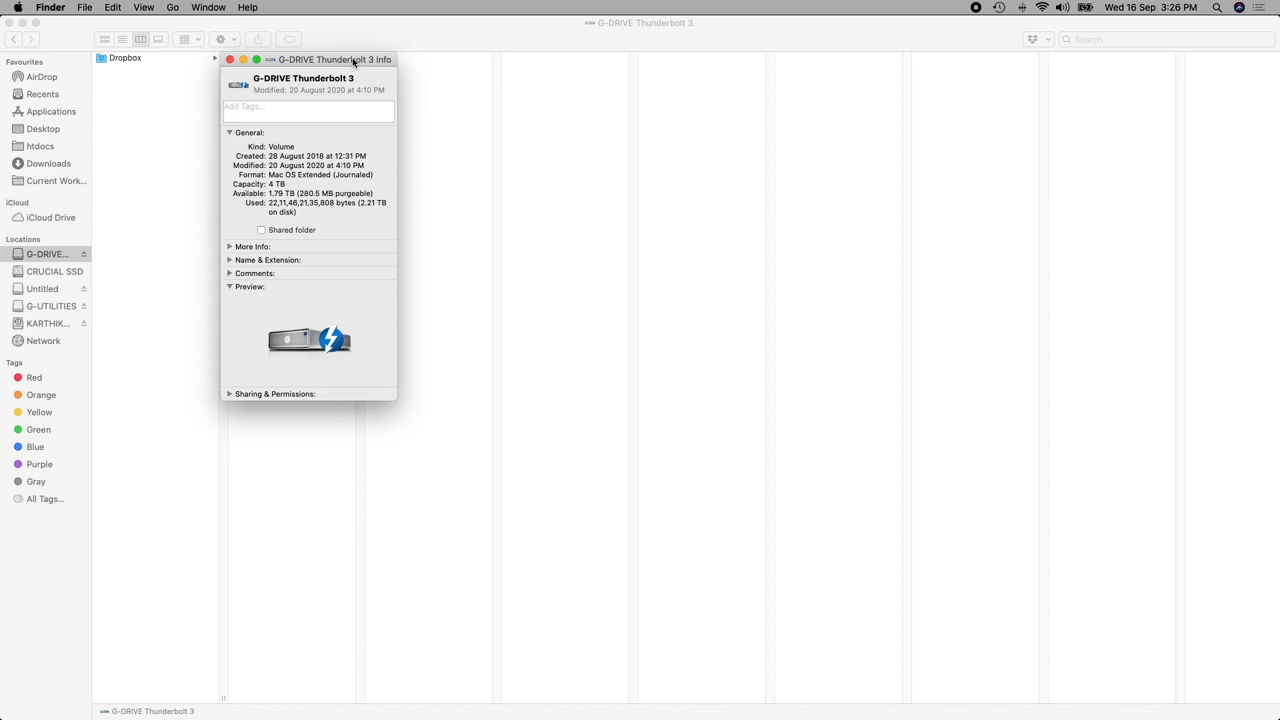 Finder File Edit View Go Window Help Wed 16 Sep 3:26 PM
G-DRIVE Thunderbolt 3
Search
Favourites
AirDrop
Recents
Applications
Desktop
htdocs
Downloads
Current Work...
iCloud
iCloud Drive
Locations
G-DRIVE...
CRUCIAL SSD
Untitled
G-UTILITIES
KARTHIK...
Network
Tags
Red
Orange
Yellow
Green
Blue
Purple
Gray
All Tags...
Dropbox
G-DRIVE Thunderbolt 3 Info
G-DRIVE Thunderbolt 3
Modified: 20 August 2020 at 4:10 PM
Add Tags...
General:
Kind: Volume
Created: 28 August 2018 at 12:31 PM
Modified: 20 August 2020 at 4:10 PM
Format: Mac OS Extended (Journaled)
Capacity: 4 TB
Available: 1.79 TB (280.5 MB purgeable)
Used: 22,11,46,21,35,808 bytes (2.21 TB
on disk)
Shared folder
More Info:
Name & Extension:
Comments:
Preview:
Sharing & Permissions:
G-DRIVE Thunderbolt 3